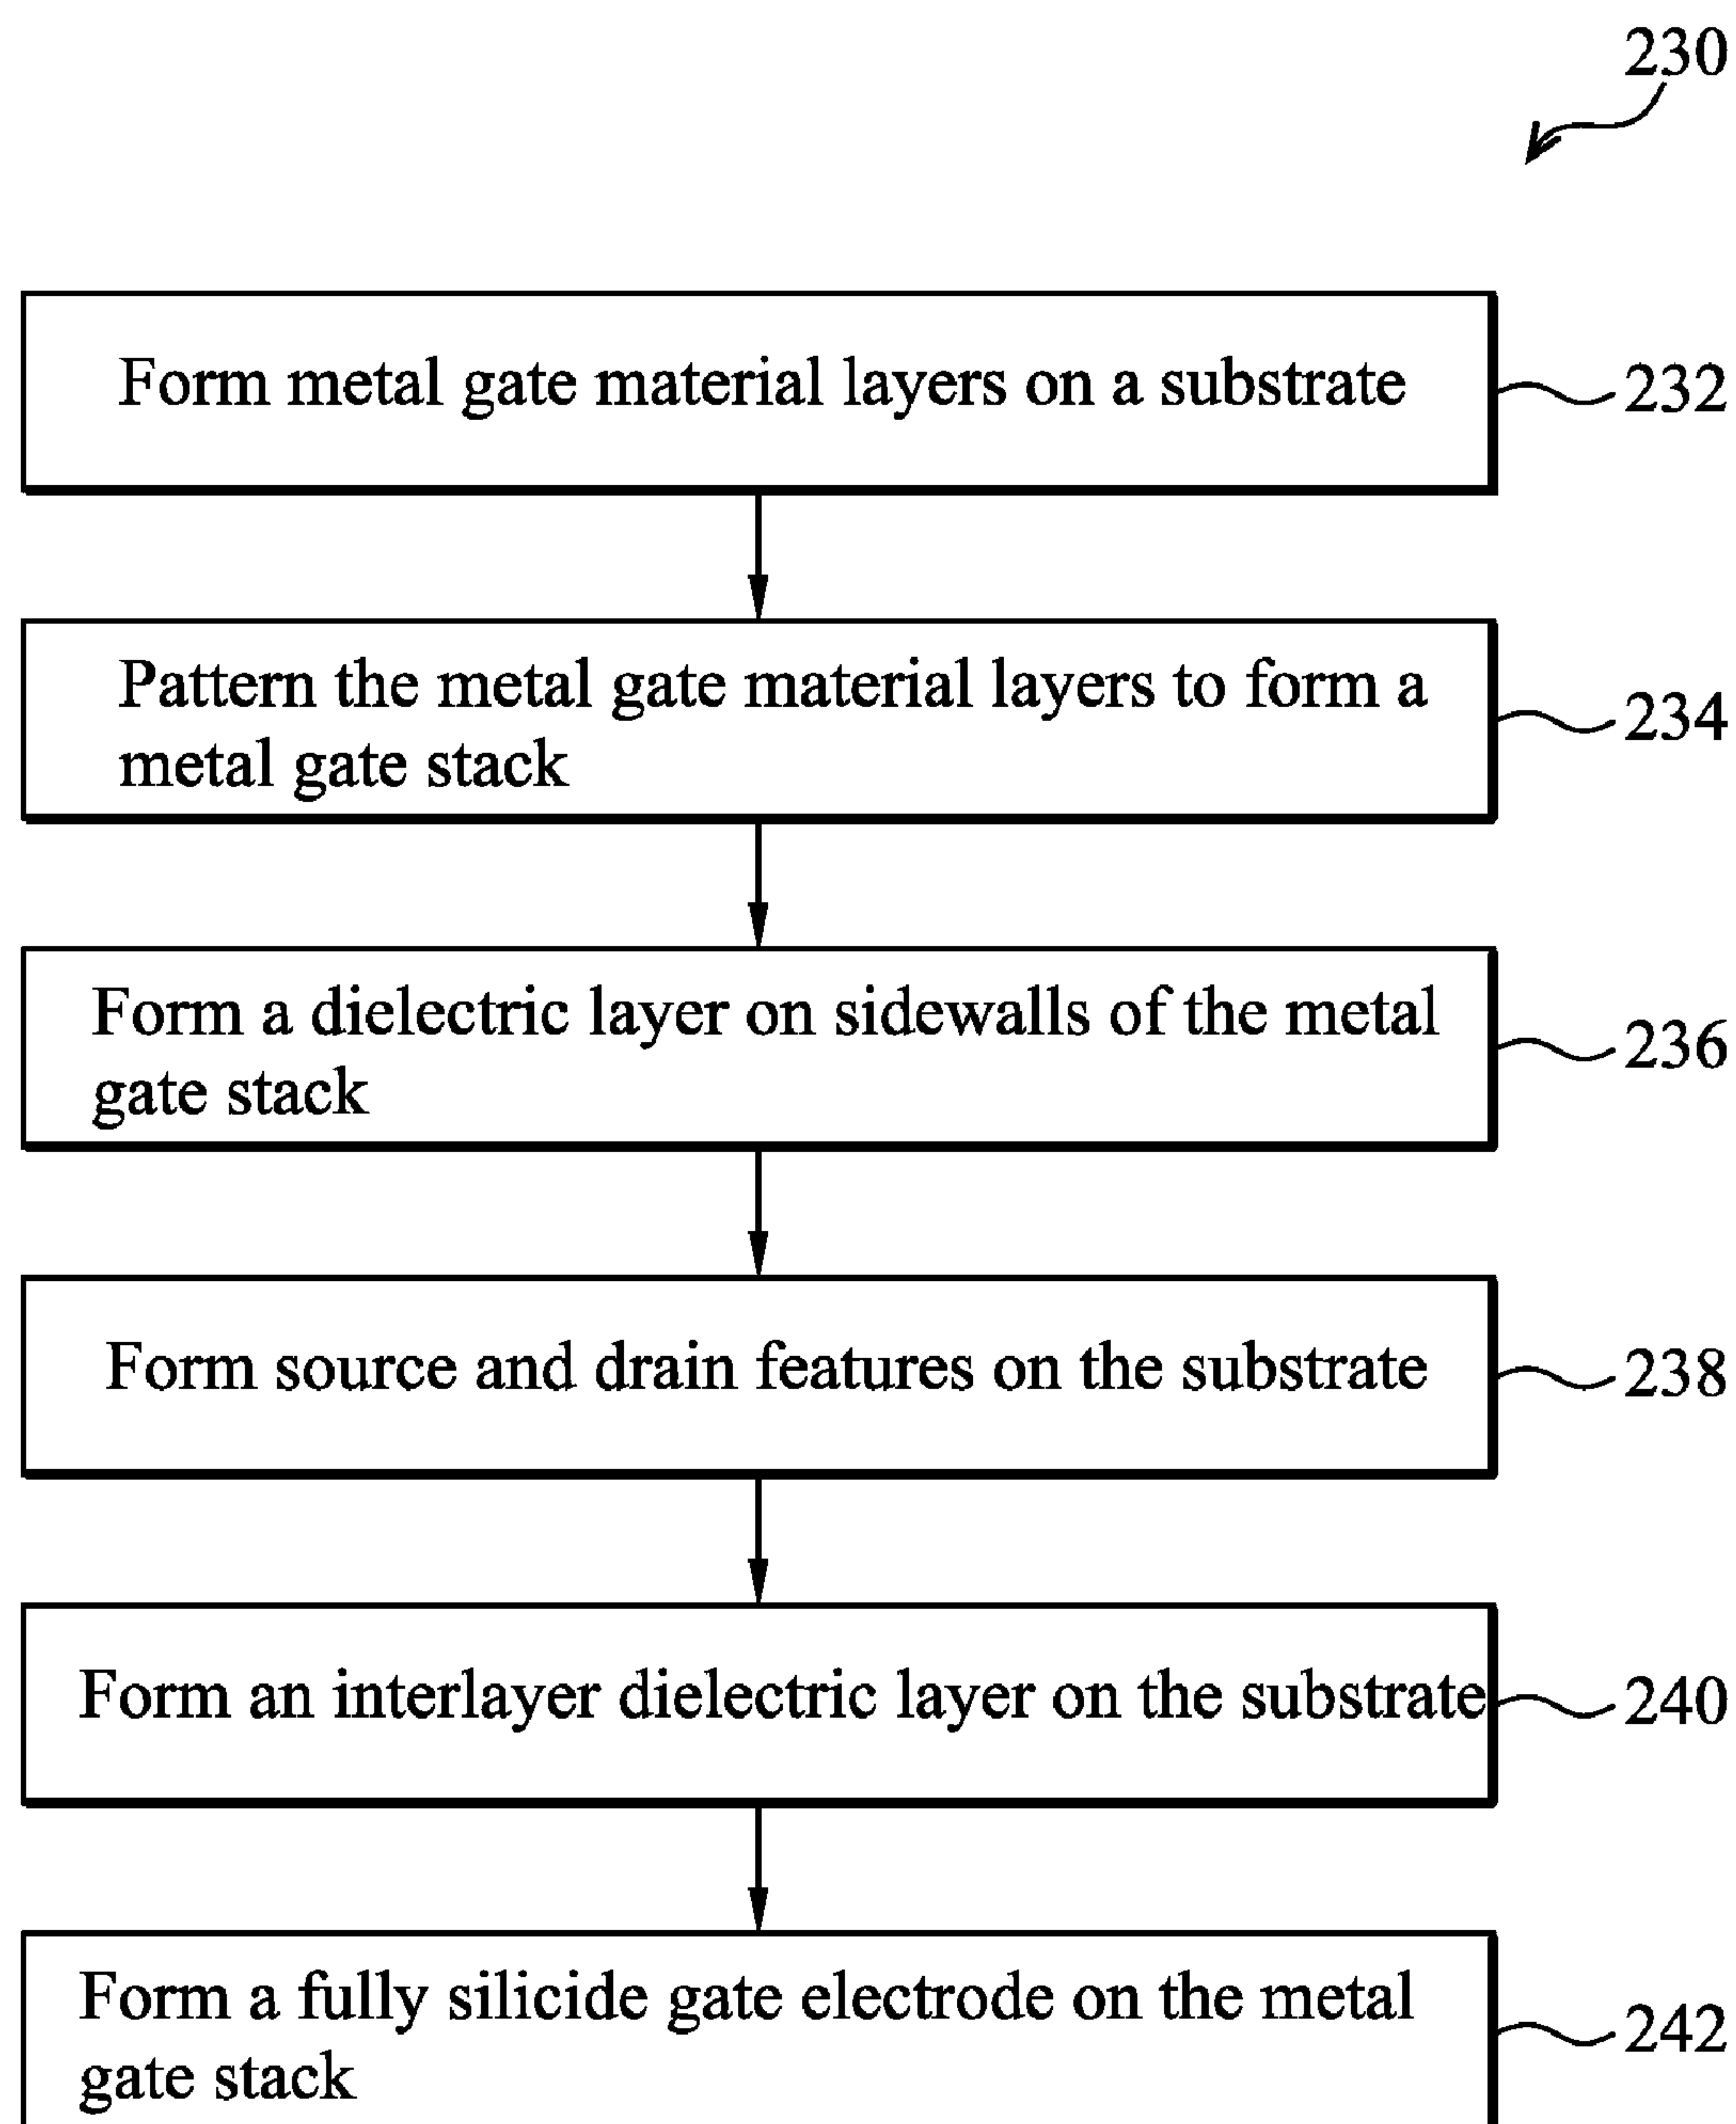 230
Form metal gate material layers on a substrate
232
Pattern the metal gate material layers to form a
metal gate stack
234
Form a dielectric layer on sidewalls of the metal
gate stack
236
Form source and drain features on the substrate
238
Form an interlayer dielectric layer on the substrate
240
Form a fully silicide gate electrode on the metal
gate stack
242